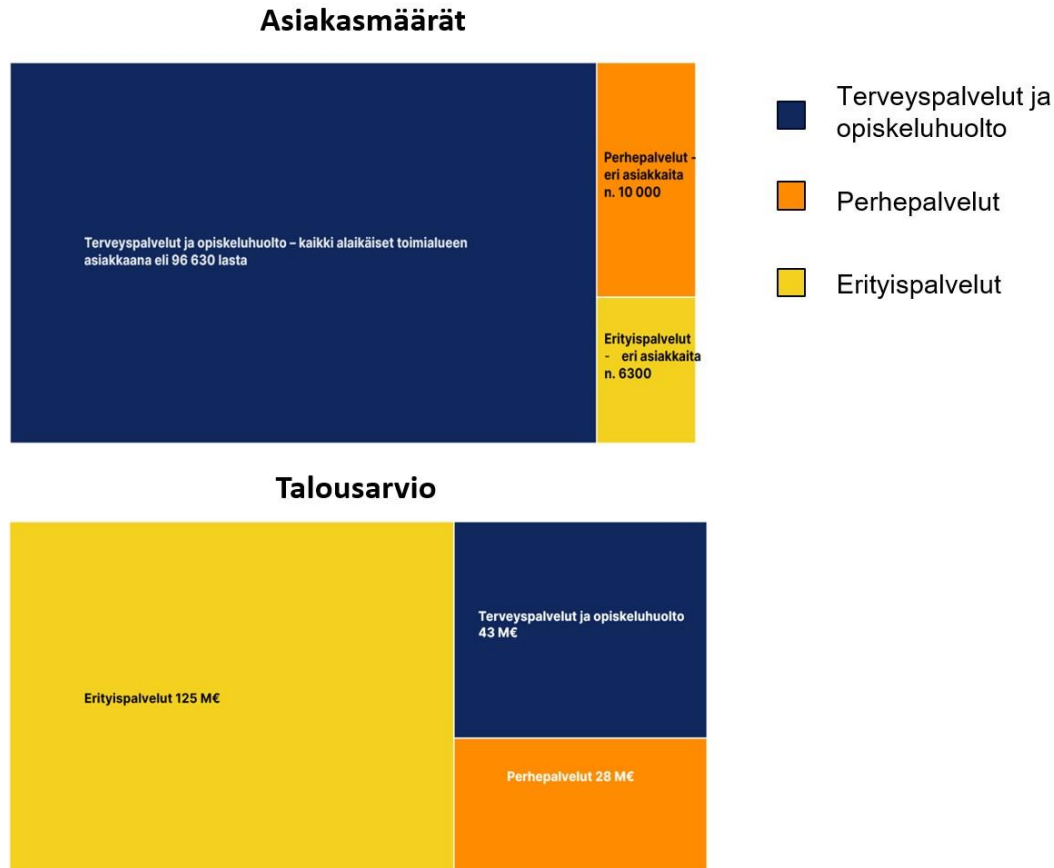 Asiakasmäärät
Terveyspalvelut ja opiskeluhuolto – kaikki alaikäiset toimialueen
asiakkaana eli 96 630 lasta
Perhepalvelut -
eri asiakkaita
n. 10 000
Erityispalvelut
- eri asiakkaita
n. 6300
Terveyspalvelut ja
opiskeluhuolto
Perhepalvelut
Erityispalvelut
Talousarvio
Erityispalvelut 125 M€
Terveyspalvelut ja opiskeluhuolto
43 M€
Perhepalvelut 28 M€